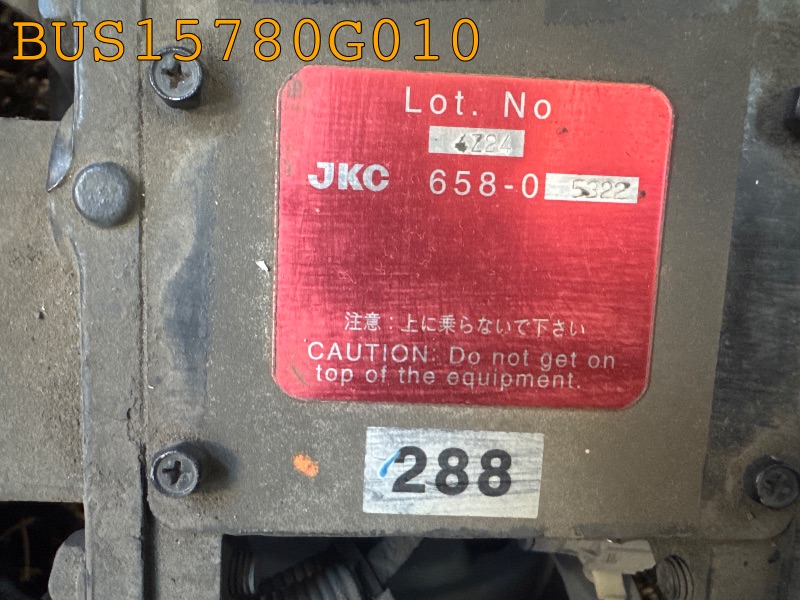 BUS15780G010
Lot. No
4Z24
JKC 658-0 5322
注意:上に乗らないで下さい
CAUTION: Do not get on
top of the equipment.
288